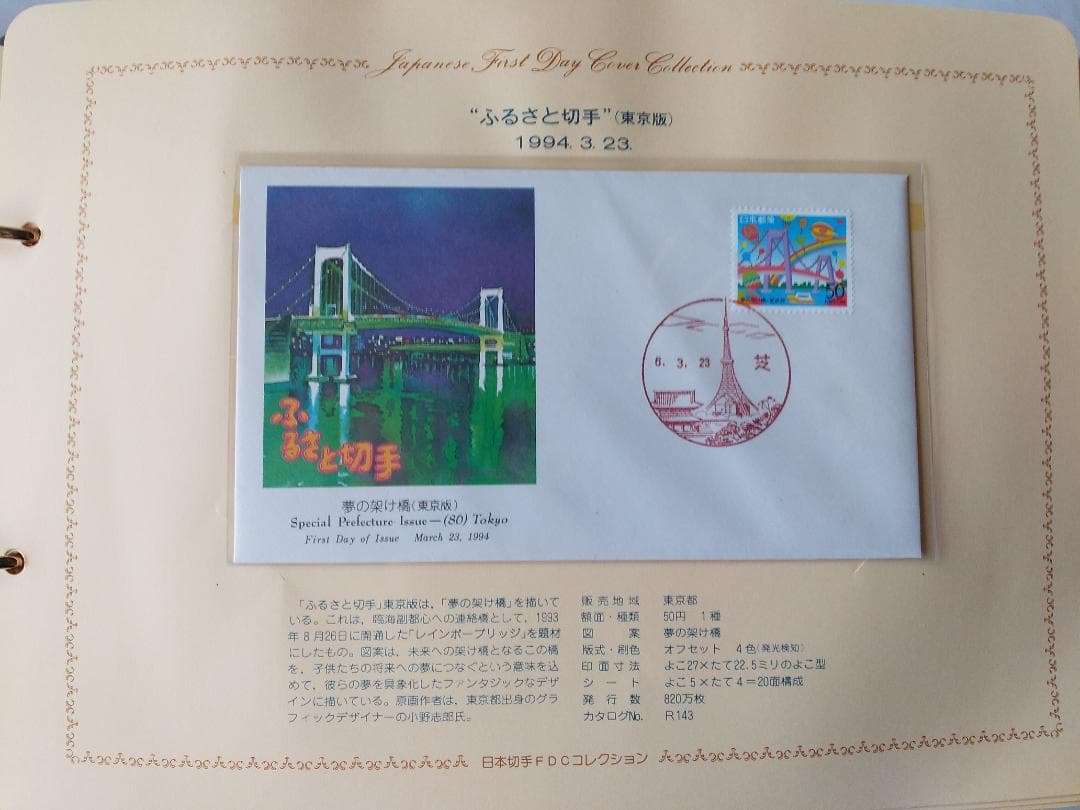 Japanese First Day Cover Collection
“ふるさと切手”(東京版)
1994. 3. 23.
日本郵便
50
6. 3. 23 芝
ふるさと切手
夢の架け橋(東京版)
Special Prefecture Issue—(86) Tokyo
First Day of Issue March 23, 1994
「ふるさと切手」東京版は、「夢の架け橋」を描いて
いる。これは、臨海副都心への連絡橋として、1993
年8月26日に開通した「レインボーブリッジ」を題材
にしたもの。図案は、未来への架け橋となるこの橋
を、子供たちの将来への夢につなぐという意味を込
めて、彼らの夢を具象化したファンタジックなデザ
インに描いている。原画作者は、東京都出身のグラ
フィックデザイナーの小野志郎氏。
販売地域 東京都
額面・種類 50円 1種
図案 夢の架け橋
版式・刷色 オフセット 4色(発光検知)
印面寸法 よこ27×たて22.5ミリのよこ型
シート よこ5×たて4=20面構成
発行数 820万枚
カタログNo. R143
日本切手FDCコレクション